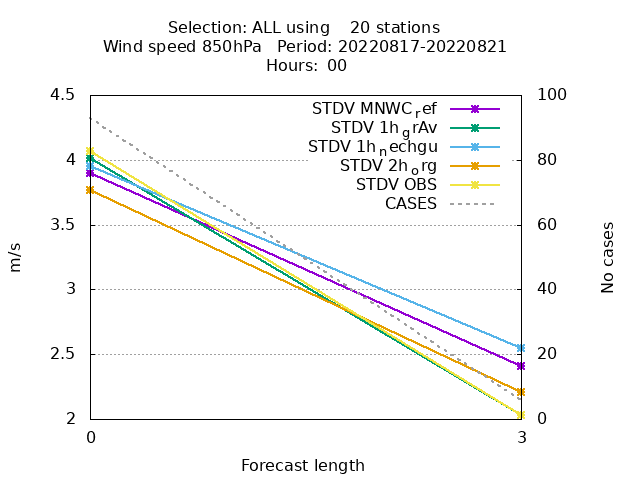 Selection: ALL using    20 stations
Wind speed 850hPa   Period: 20220817-20220821
Hours: 00
4.5
4
3.5
3
2.5
2
100
80
60
40
20
0
STDV MNWC_ref
STDV 1h_grAv
STDV 1h_nechgu
STDV 2h_org
STDV OBS
CASES
m/s
No cases
0
3
Forecast length